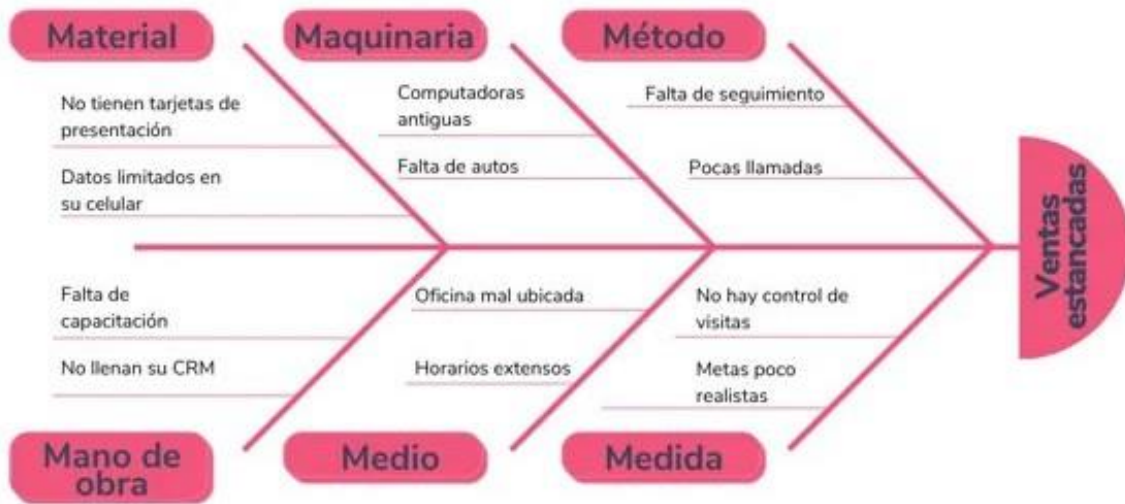 Material
Maquinaria
Método
No tienen tarjetas de
presentación
Datos limitados en
su celular
Computadoras
antiguas
Falta de autos
Falta de seguimiento
Pocas llamadas
Ventas
estancadas
Falta de
capacitación
No llenan su CRM
Oficina mal ubicada
Horarios extensos
No hay control de
visitas
Metas poco
realistas
Mano de
obra
Medio
Medida